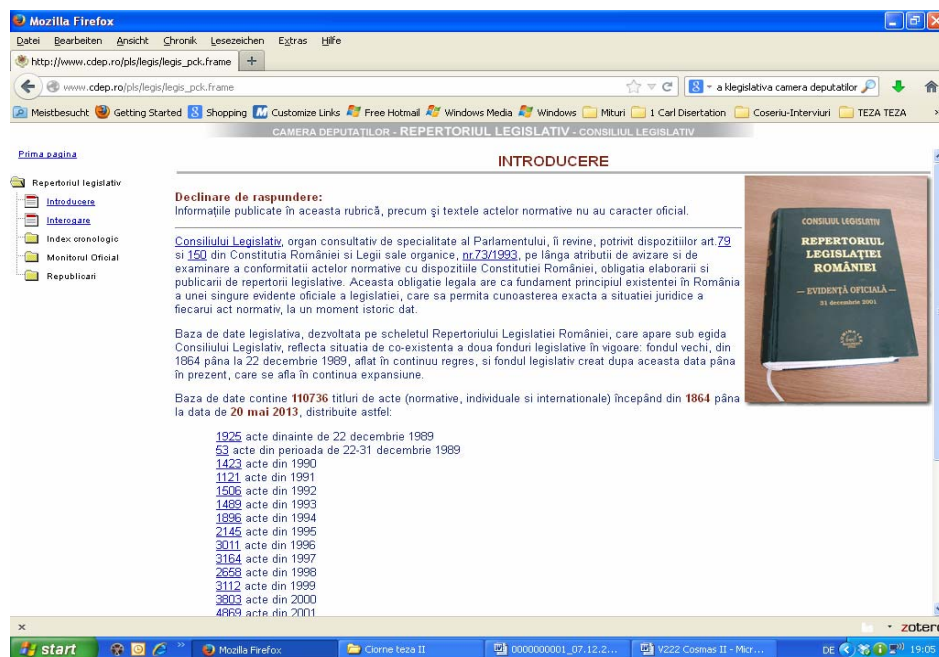 Mozilla Firefox
Datei Bearbeiten Ansicht Chronik Lesezeichen Extras Hilfe
http://www.cdep.ro/pls/legis/legis_pck.frame +
www.cdep.ro/pls/legis/legis_pck.frame a klegislativa camera deputatilor
Meistbesucht Getting Started Shopping Customize Links Free Hotmail Windows Media Windows Mituri 1 Carl Disertation Coseriu-Interviuri TEZA TEZA
CAMERA DEPUTAȚILOR - REPERTORIUL LEGISLATIV - CONSILIUL LEGISLATIV
Prima pagina
Repertoriul legislativ
Introducere
Interogare
Index cronologic
Monitorul Oficial
Republicari
INTRODUCERE
Declinare de raspundere:
Informațiile publicate în aceasta rubrică, precum și textele actelor normative nu au caracter oficial.
Consiliului Legislativ, organ consultativ de specialitate al Parlamentului, îi revine, potrivit dispozitiilor art.79
si 150 din Constitutia României si Legii sale organice, nr.73/1993, pe lânga atributii de avizare si de
examinare a conformitatii actelor normative cu dispozitiile Constitutiei României, obligatia elaborarii si
publicarii de repertorii legislative. Aceasta obligatie legala are ca fundament principiul existentei în România
a unei singure evidente oficiale a legislatiei, care sa permita cunoasterea exacta a situatiei juridice a
fiecarui act normativ, la un moment istoric dat.
Baza de date legislativa, dezvoltata pe scheletul Repertoriului Legislatiei României, care apare sub egida
Consiliului Legislativ, reflecta situatia de co-existenta a doua fonduri legislative în vigoare: fondul vechi, din
1864 pâna la 22 decembrie 1989, aflat în continuu regres, si fondul legislativ creat dupa aceasta data pâna
în prezent, care se afla în continua expansiune.
Baza de date contine 110736 titluri de acte (normative, individuale si internationale) începând din 1864 pâna
la data de 20 mai 2013, distribuite astfel:
1925 acte dinainte de 22 decembrie 1989
53 acte din perioada de 22-31 decembrie 1989
1423 acte din 1990
1121 acte din 1991
1506 acte din 1992
1489 acte din 1993
1896 acte din 1994
2145 acte din 1995
3011 acte din 1996
3164 acte din 1997
2658 acte din 1998
3112 acte din 1999
3803 acte din 2000
4869 acte din 2001
CONSILIUL LEGISLATIV
REPERTORIUL
LEGISLAȚIEI
ROMÂNIEI
— EVIDENȚĂ OFICIALĂ —
31 decembrie 2001
zotero
start Mozilla Firefox Ciorne teza II 0000000001_07.12.2... V222 Cosmas II - Micr... DE 19:05